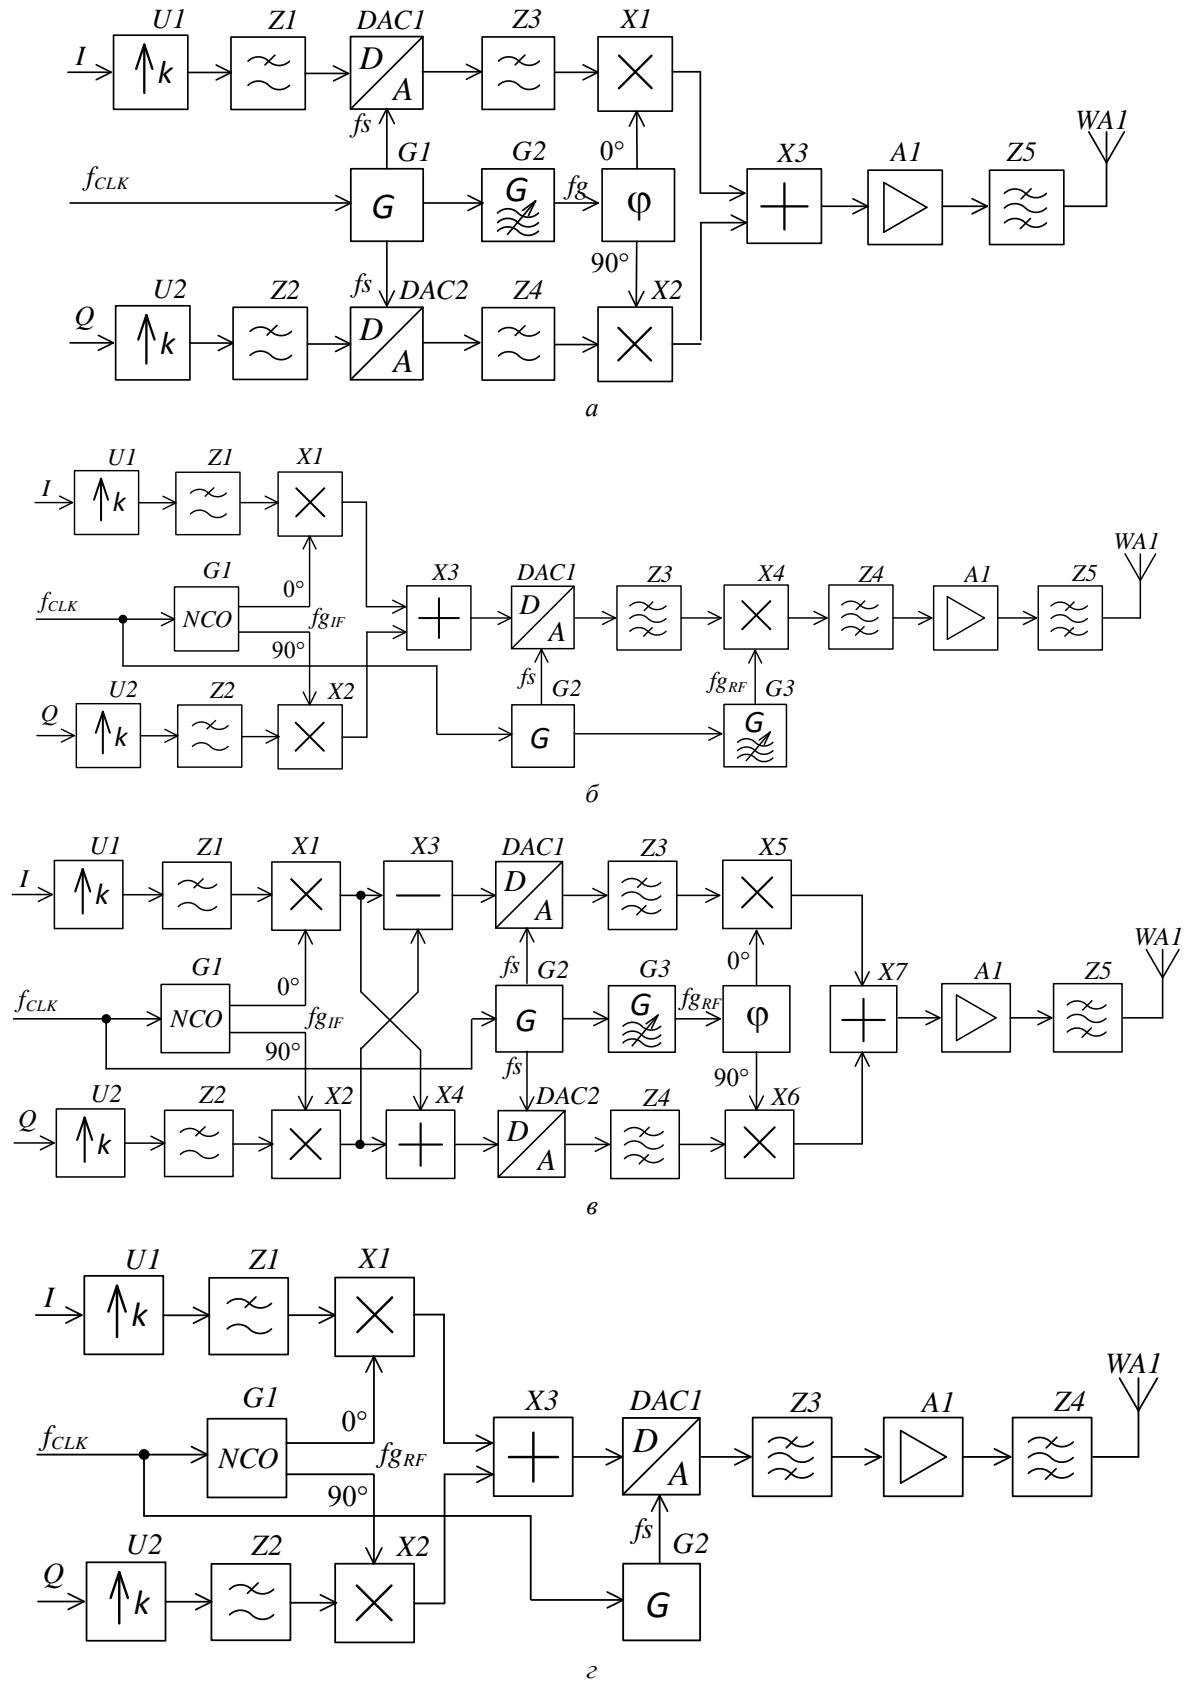 U1 Z1 DAC1 Z3 X1
I k D A
fs G1 G2 0° X3 A1 Z5 WA1
fCLK G G fg φ
fs DAC2 90° X2
U2 Z2 Z4
Q k D A
а
U1 Z1 X1
I k
G1 0° X3 DAC1 Z3 X4 Z4 A1 Z5 WA1
fCLK NCO fgIF D A
90° fs G2 fgRF G3
U2 Z2 X2
Q k G G
б
U1 Z1 X1 X3 DAC1 Z3 X5
I k D A
G1 0° fs G2 G3 0° X7 A1 Z5 WA1
fCLK NCO fgIF G G fgRF φ
90° fs 90°
U2 Z2 X2 X4 DAC2 Z4 X6
Q k D A
в
U1 Z1 X1
I k
G1 0° X3 DAC1 Z3 A1 Z4 WA1
fCLK NCO fgRF D A
90° fs G2
U2 Z2 X2
Q k G
г